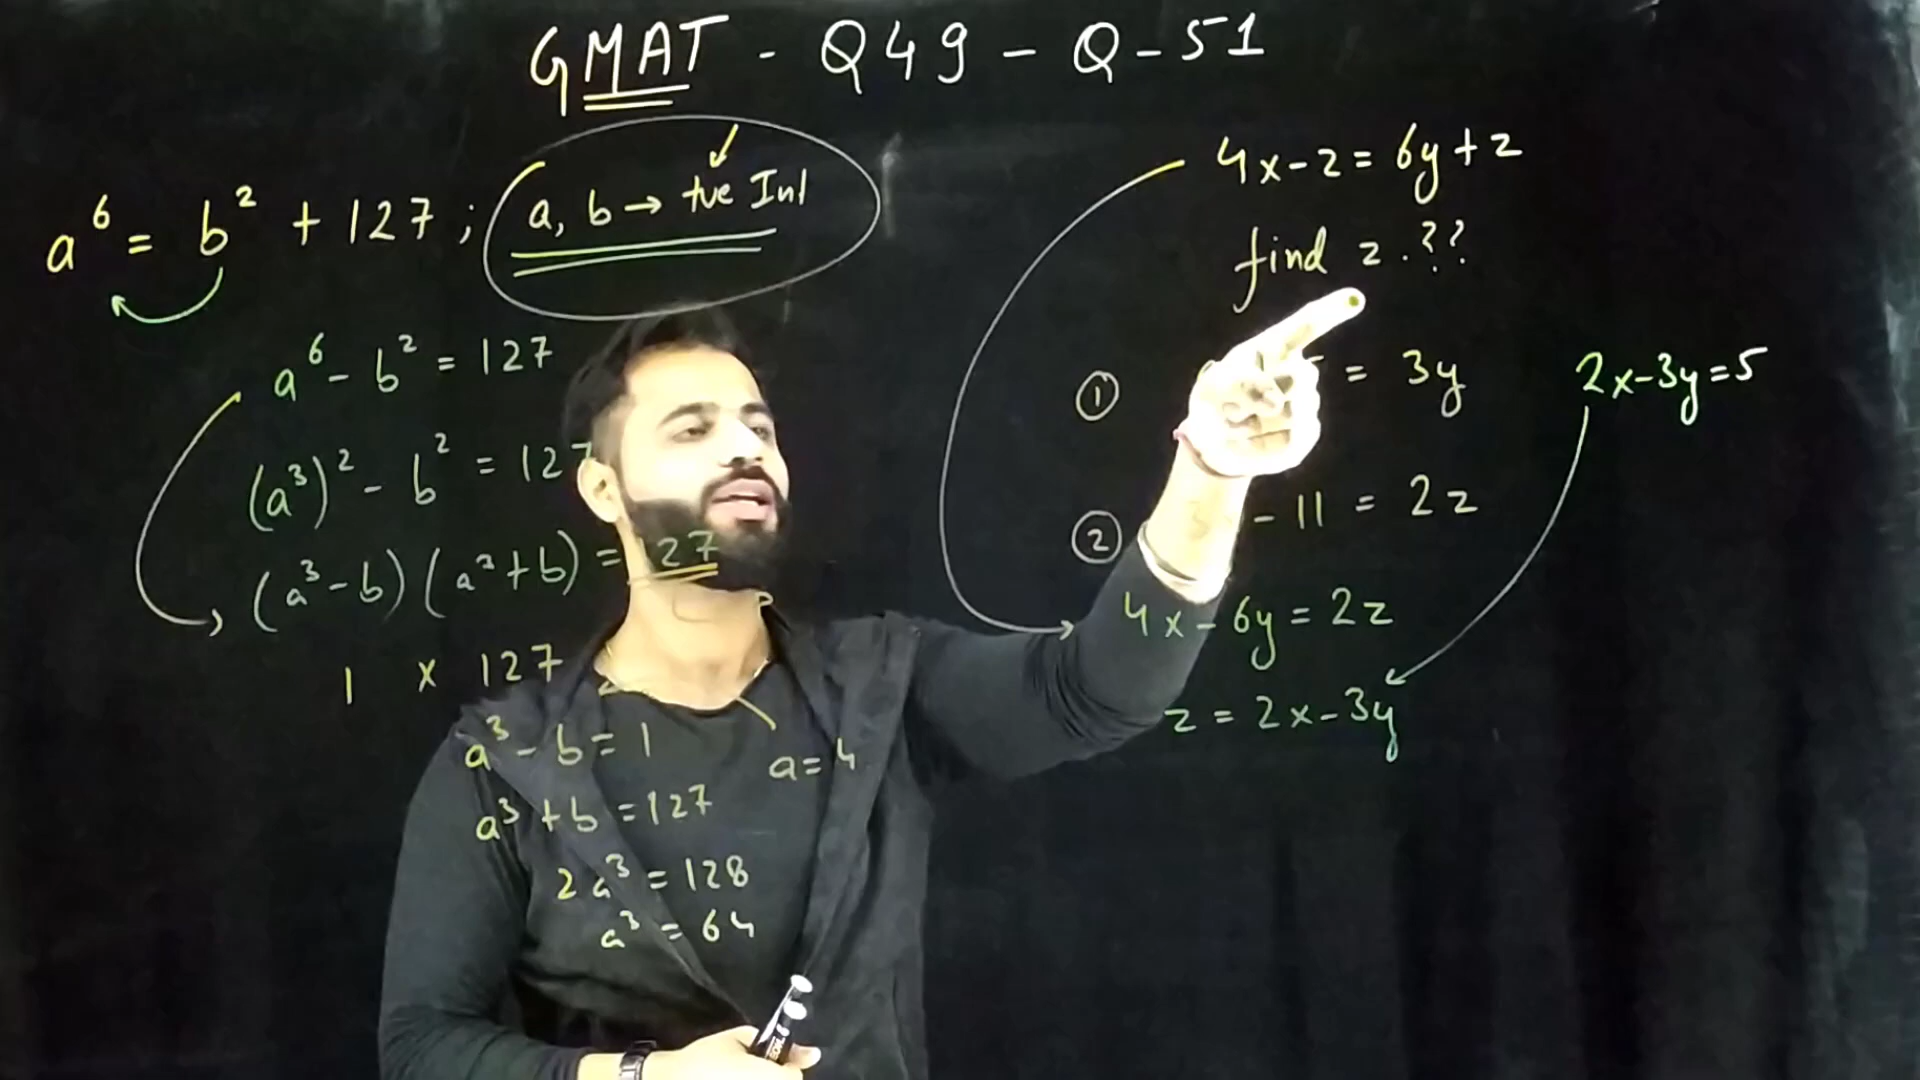 GMAT - Q49 - Q-51
a⁶ = b² + 127 ; a, b → +ve Int
a⁶ - b² = 127
(a³)² - b² = 127
(a³ - b) (a³ + b) = 127
1 x 127
a³ - b = 1
a³ + b = 127
a = 4
2a³ = 128
a³ = 64
4x - z = 6y + z
find z . ??
① = 3y
2x - 3y = 5
② - 11 = 2z
4x - 6y = 2z
z = 2x - 3y